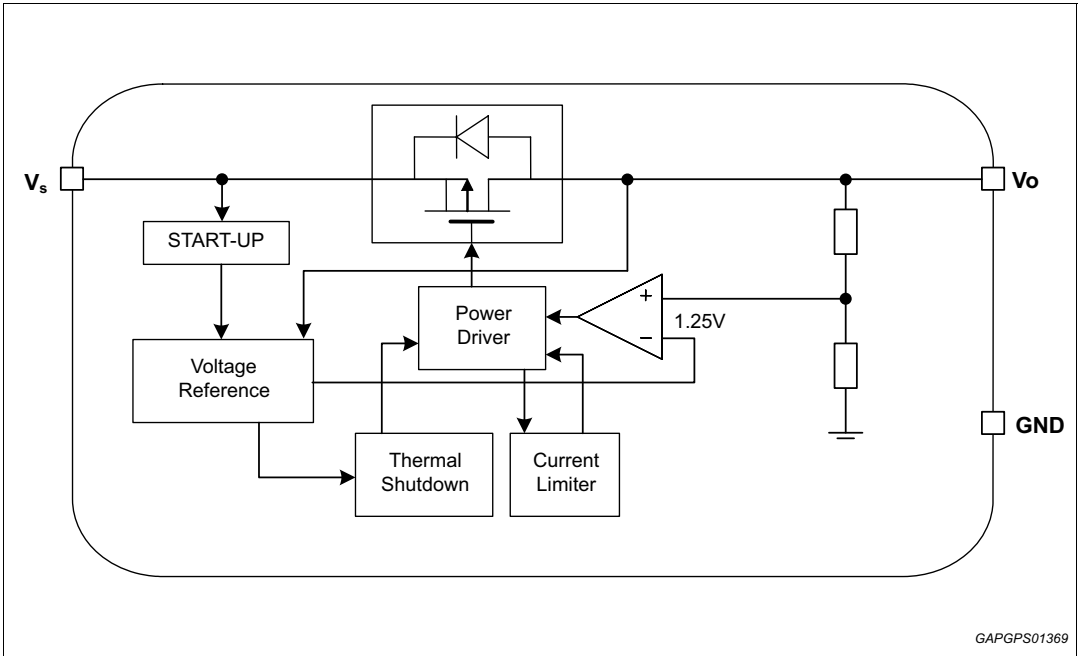 Vs
Vo
START-UP
Power
Driver
+
1.25V
−
Voltage
Reference
GND
Thermal
Shutdown
Current
Limiter
GAPGPS01369